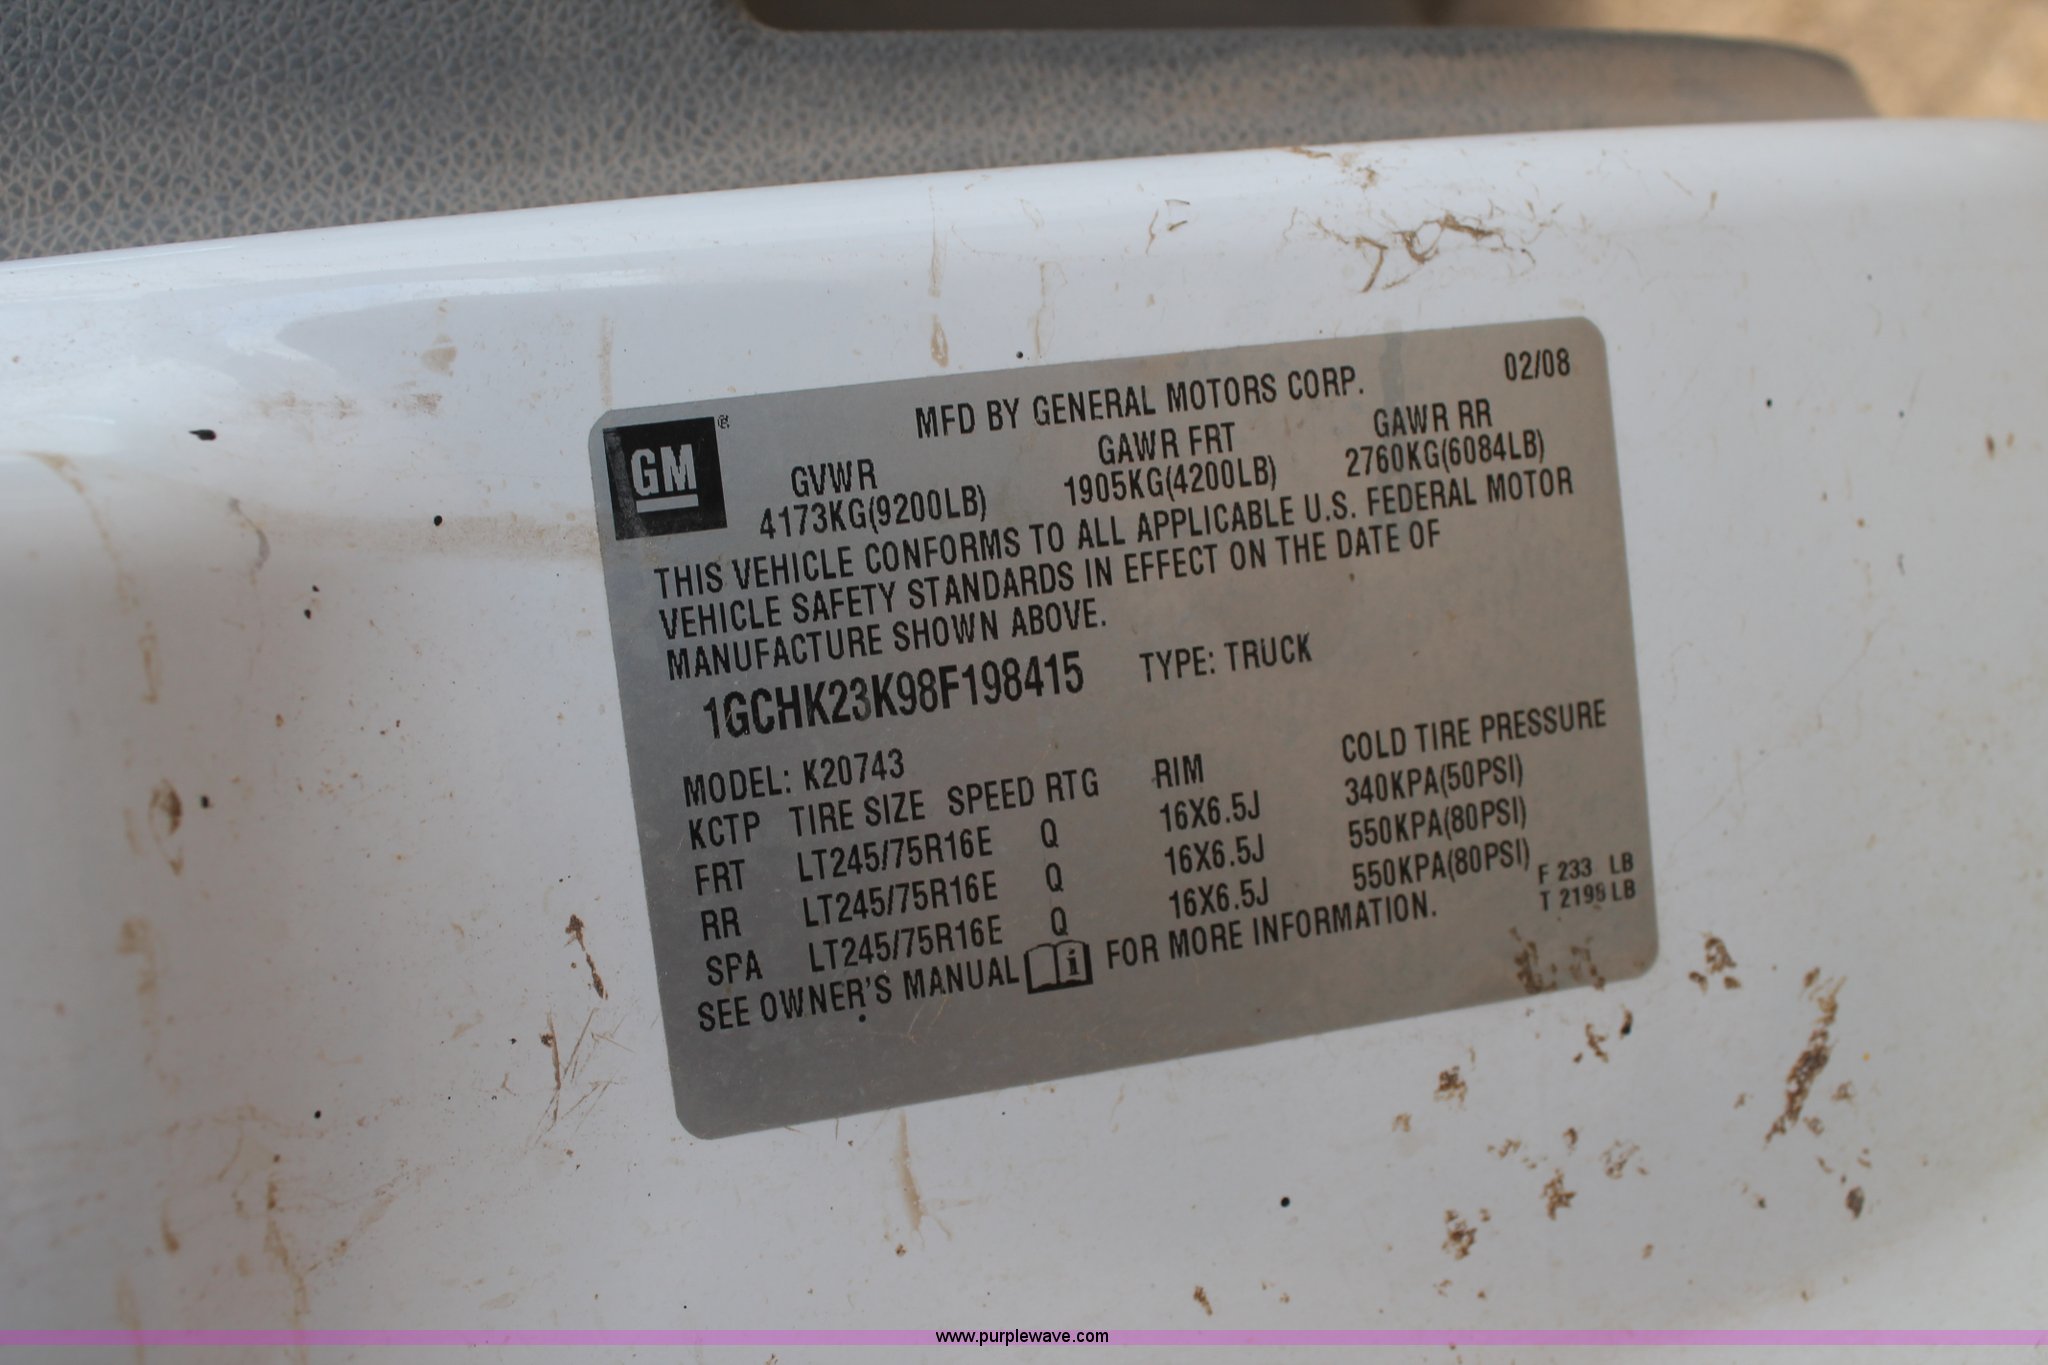 GM®
MFD BY GENERAL MOTORS CORP. 02/08
GVWR GAWR FRT GAWR RR
4173KG(9200LB) 1905KG(4200LB) 2760KG(6084LB)
THIS VEHICLE CONFORMS TO ALL APPLICABLE U.S. FEDERAL MOTOR
VEHICLE SAFETY STANDARDS IN EFFECT ON THE DATE OF
MANUFACTURE SHOWN ABOVE.
1GCHK23K98F198415 TYPE: TRUCK
MODEL: K20743
KCTP TIRE SIZE SPEED RTG RIM COLD TIRE PRESSURE
FRT LT245/75R16E Q 16X6.5J 340KPA(50PSI)
RR LT245/75R16E Q 16X6.5J 550KPA(80PSI)
SPA LT245/75R16E Q 16X6.5J 550KPA(80PSI)
SEE OWNER'S MANUAL i FOR MORE INFORMATION.
F 233 LB
T 2198 LB
www.purplewave.com